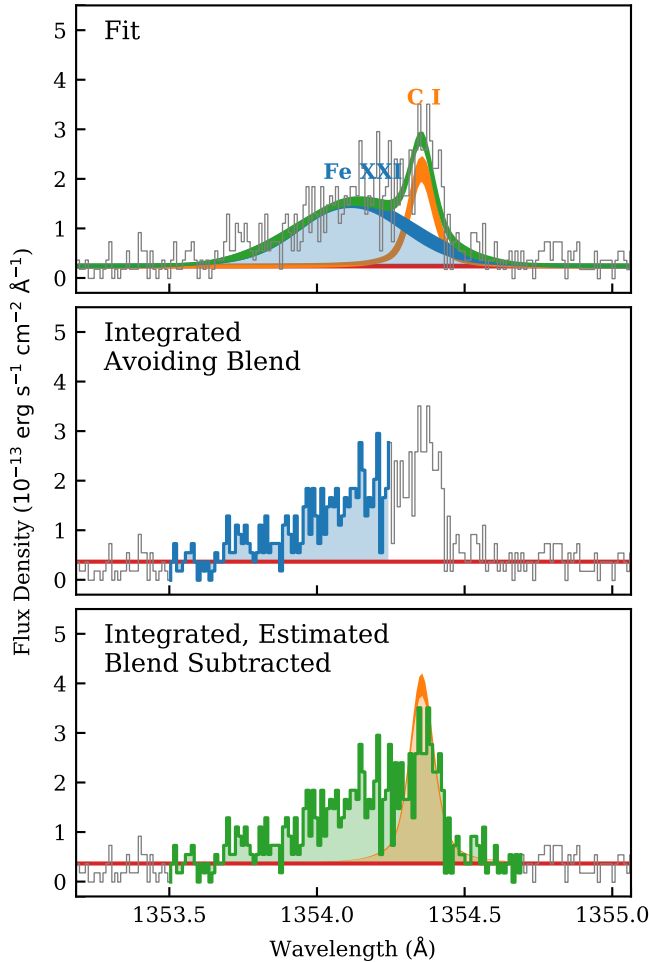 Fit
5
4
3
2
1
0
C I
Fe XXI
Integrated
Avoiding Blend
5
4
3
2
1
0
Integrated, Estimated
Blend Subtracted
5
4
3
2
1
0
Flux Density (10⁻¹³ erg s⁻¹ cm⁻² Å⁻¹)
1353.5 1354.0 1354.5 1355.0
Wavelength (Å)